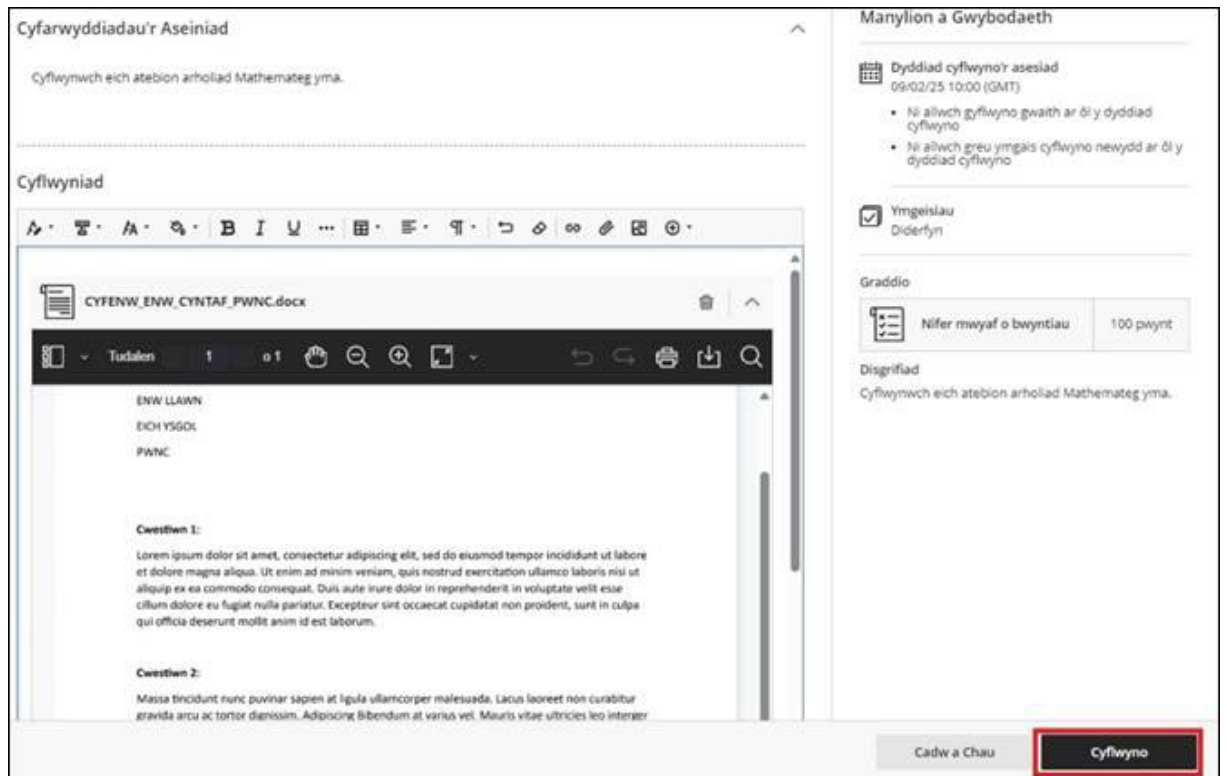 Cyfarwyddiadau'r Aseiniad
Cyflwynwch eich atebion arholiad Mathemateg yma.
Cyflwyniad
B I U
CYFENW_ENW_CYNTAF_PWNC.docx
Tudalen 1 o 1
ENW LLAWN
EICH YSGOL
PWNC
Cwestiwn 1:
Lorem ipsum dolor sit amet, consectetur adipiscing elit, sed do eiusmod tempor incididunt ut labore
et dolore magna aliqua. Ut enim ad minim veniam, quis nostrud exercitation ullamco laboris nisi ut
aliquip ex ea commodo consequat. Duis aute irure dolor in reprehenderit in voluptate velit esse
cillum dolore eu fugiat nulla pariatur. Excepteur sint occaecat cupidatat non proident, sunt in culpa
qui officia deserunt mollit anim id est laborum.
Cwestiwn 2:
Massa tincidunt nunc puvinar sapien at ligula ullamcorper malesuada. Lacus laoreet non curabitur
gravida arcu ac tortor dignissim. Adipiscing Bibendum at varius vel. Mauris vitae ultricies leo interger
Manylion a Gwybodaeth
Dyddiad cyflwyno'r asesiad
09/02/25 10:00 (GMT)
• Ni allwch gyflwyno gwaith ar ôl y dyddiad
cyflwyno
• Ni allwch greu ymgais cyflwyno newydd ar ôl y
dyddiad cyflwyno
Ymgeisiau
Diderfyn
Graddio
Nifer mwyaf o bwyntiau 100 pwynt
Disgrifiad
Cyflwynwch eich atebion arholiad Mathemateg yma.
Cadw a Chau
Cyflwyno